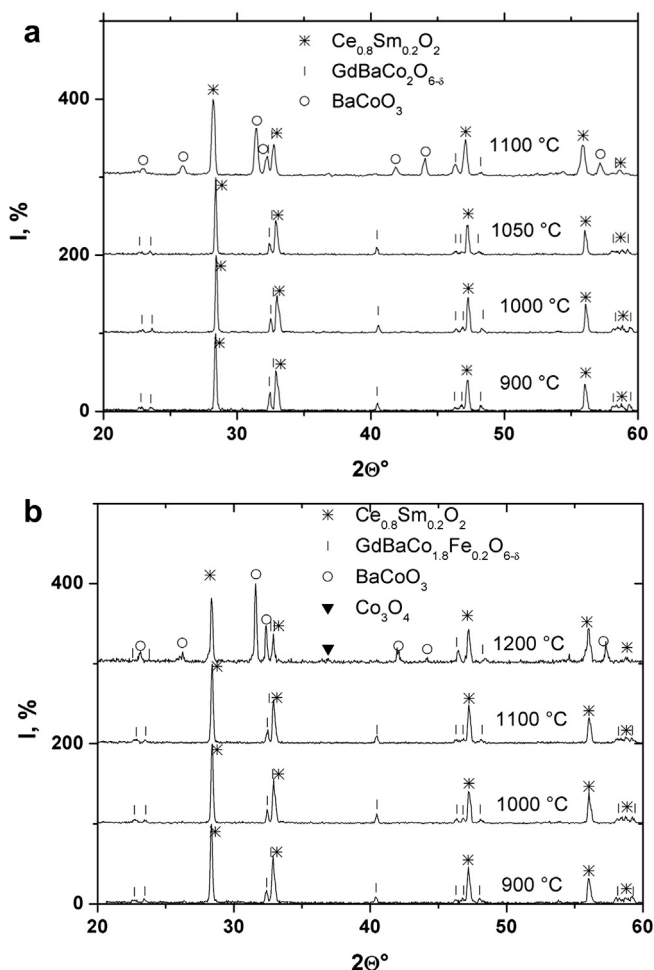 a
Ce0.8Sm0.2O2
GdBaCo2O6-δ
BaCoO3
400
200
0
I, %
1100 °C
1050 °C
1000 °C
900 °C
20 30 40 50 60
2Θ°
b
Ce0.8Sm0.2O2
GdBaCo1.8Fe0.2O6-δ
BaCoO3
Co3O4
400
200
0
I, %
1200 °C
1100 °C
1000 °C
900 °C
20 30 40 50 60
2Θ°